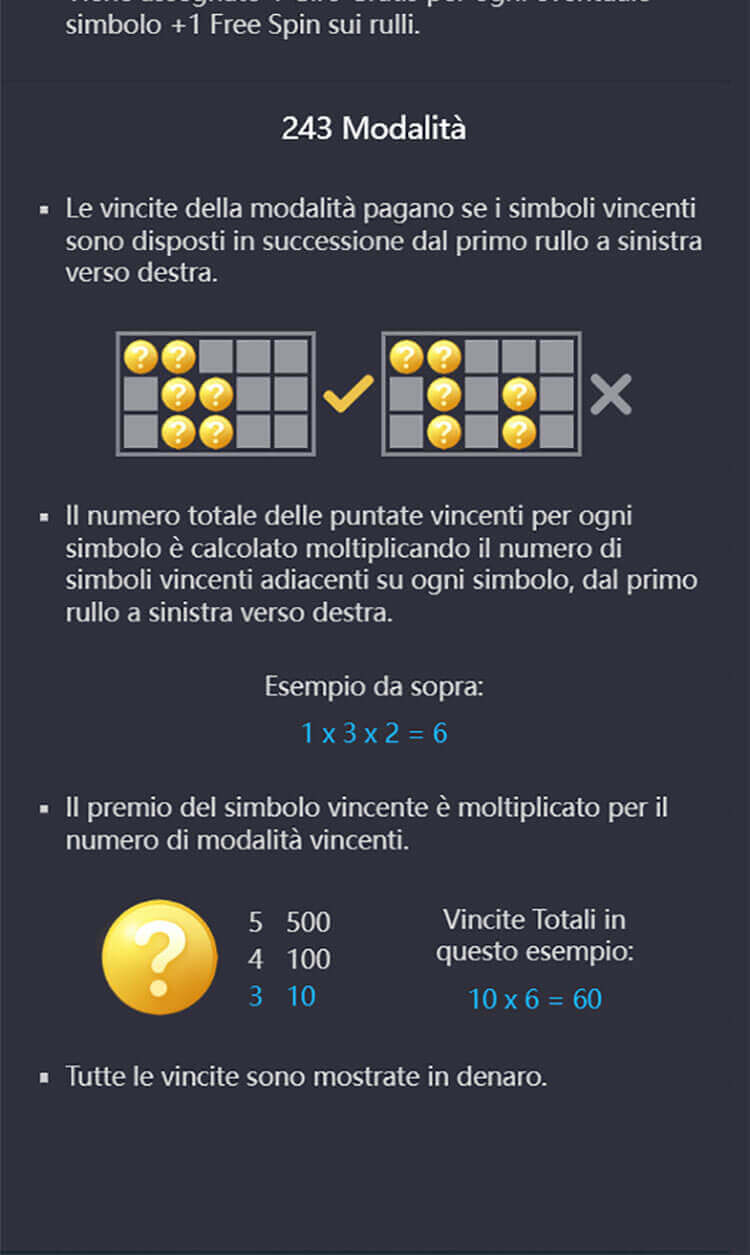 simbolo +1 Free Spin sui rulli.
243 Modalità
Le vincite della modalità pagano se i simboli vincenti
sono disposti in successione dal primo rullo a sinistra
verso destra.
Il numero totale delle puntate vincenti per ogni
simbolo è calcolato moltiplicando il numero di
simboli vincenti adiacenti su ogni simbolo, dal primo
rullo a sinistra verso destra.
Esempio da sopra:
1 x 3 x 2 = 6
Il premio del simbolo vincente è moltiplicato per il
numero di modalità vincenti.
5 500
4 100
3 10
Vincite Totali in
questo esempio:
10 x 6 = 60
Tutte le vincite sono mostrate in denaro.